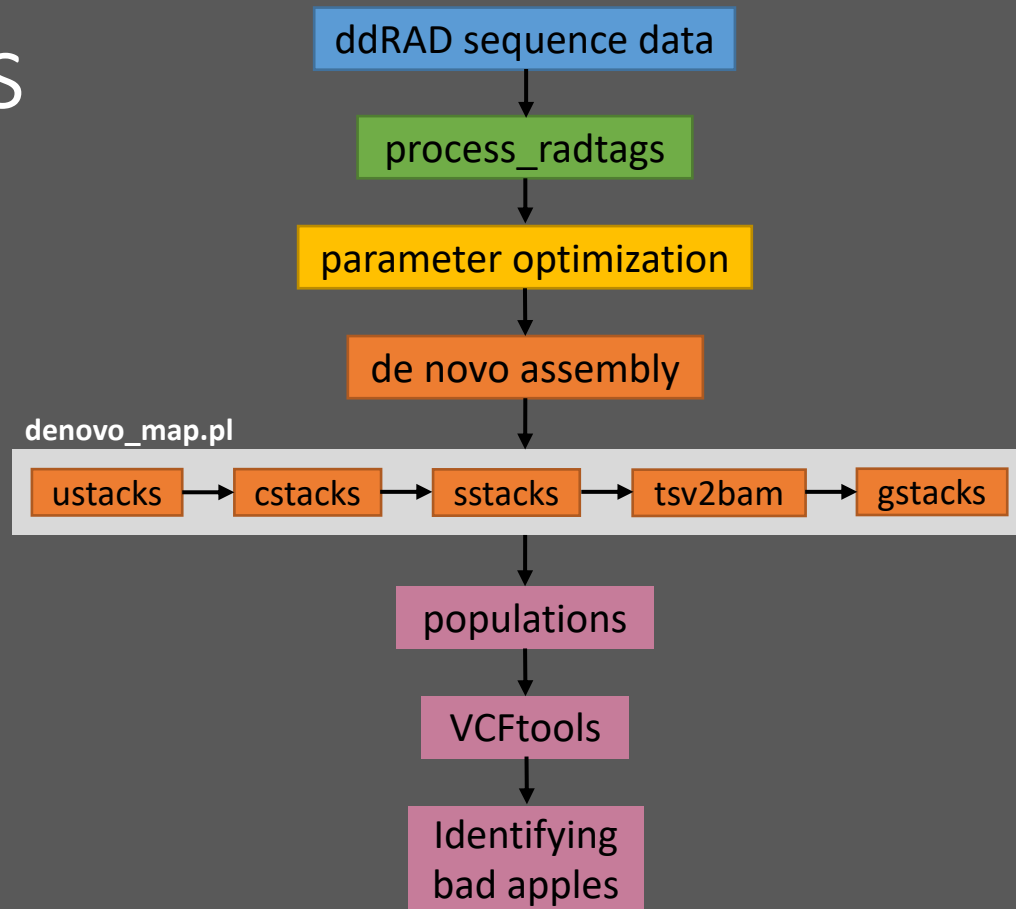 S
ddRAD sequence data
process_radtags
parameter optimization
de novo assembly
denovo_map.pl
ustacks cstacks sstacks tsv2bam gstacks
populations
VCFtools
Identifying
bad apples